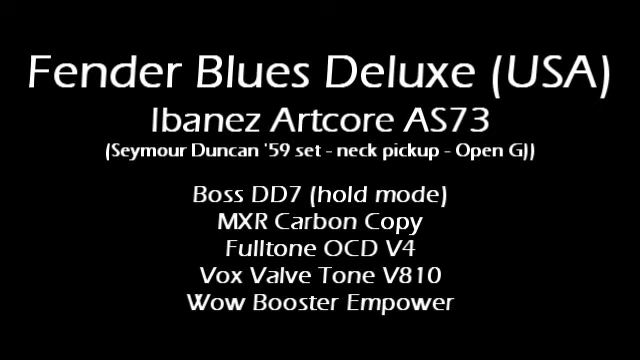 Fender Blues Deluxe (USA)
Ibanez Artcore AS73
(Seymour Duncan '59 set - neck pickup - Open G))
Boss DD7 (hold mode)
MXR Carbon Copy
Fulltone OCD V4
Vox Valve Tone V810
Wow Booster Empower